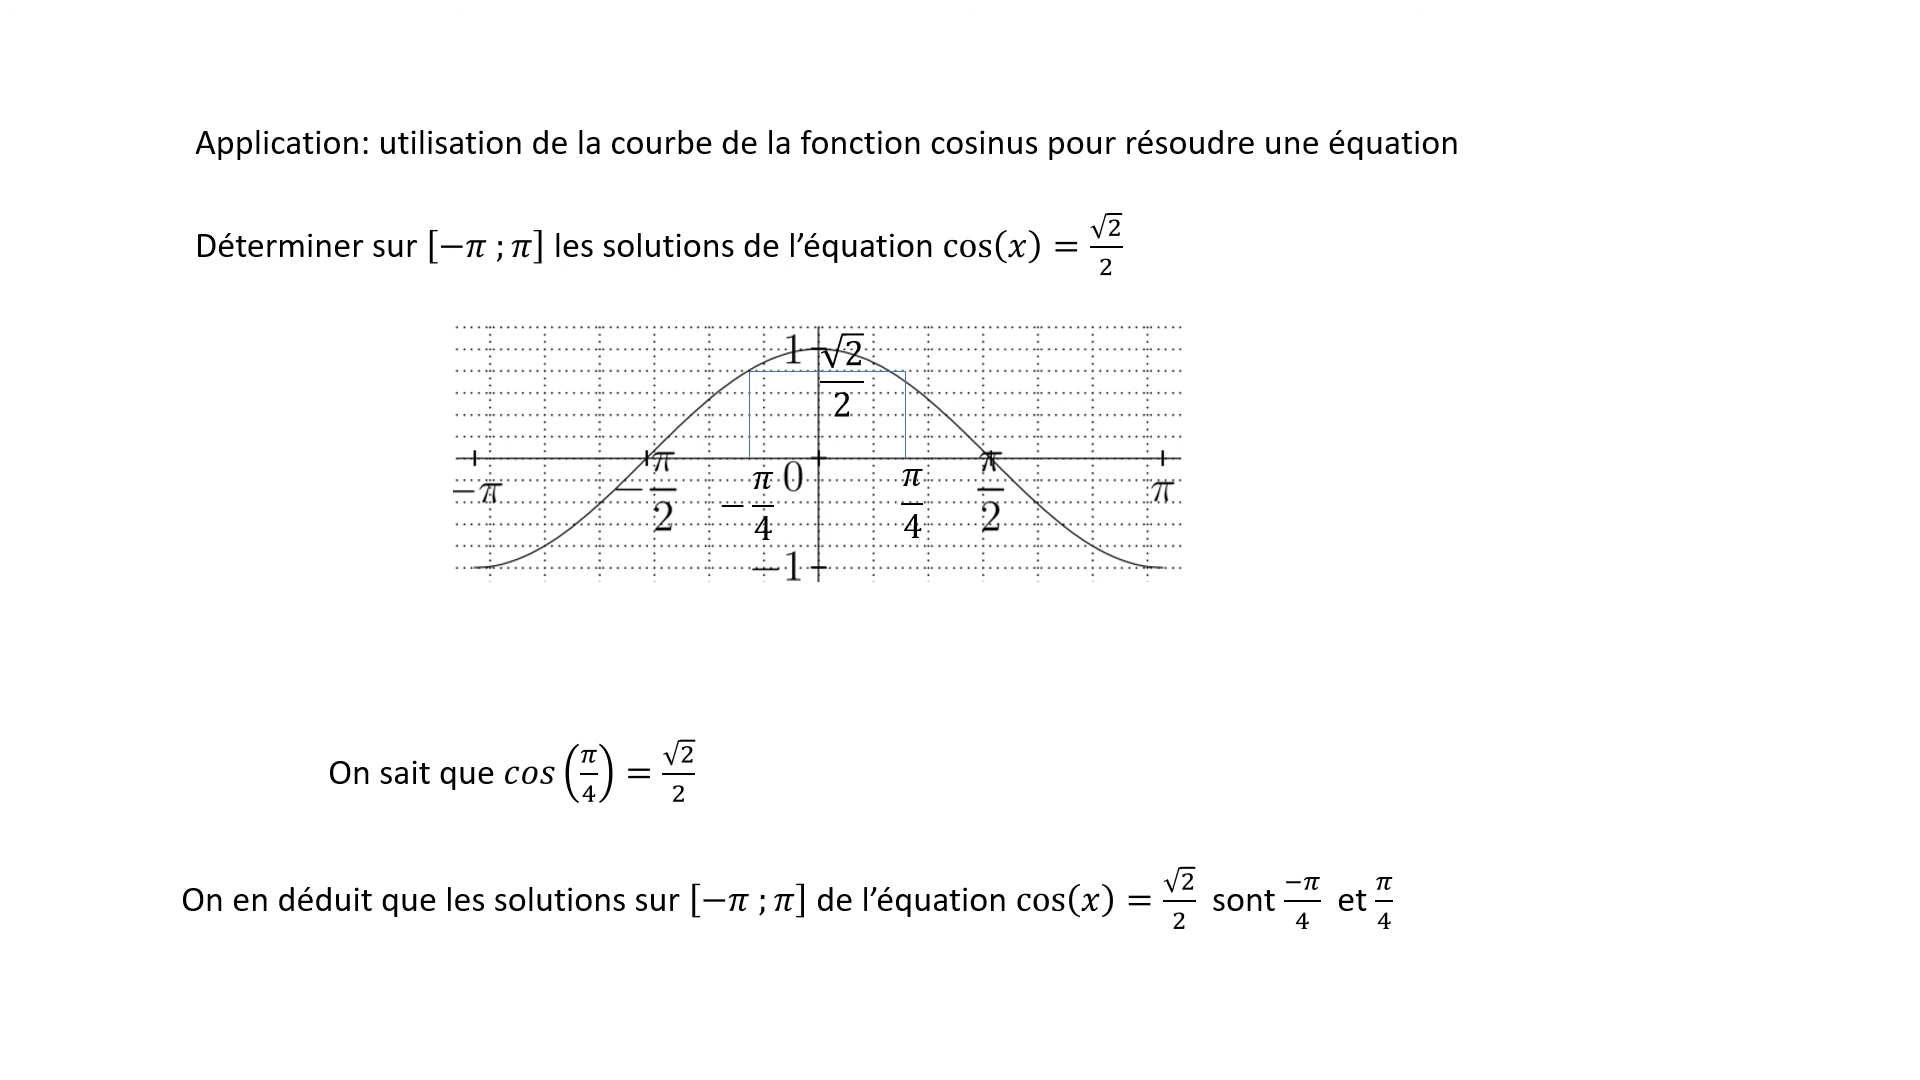 Application: utilisation de la courbe de la fonction cosinus pour résoudre une équation
Déterminer sur [−π ; π] les solutions de l’équation cos(x) = √2/2
1 √2/2
−π −π/2 −π/4 0 π/4 π/2 π
−1
On sait que cos(π/4) = √2/2
On en déduit que les solutions sur [−π ; π] de l’équation cos(x) = √2/2 sont −π/4 et π/4